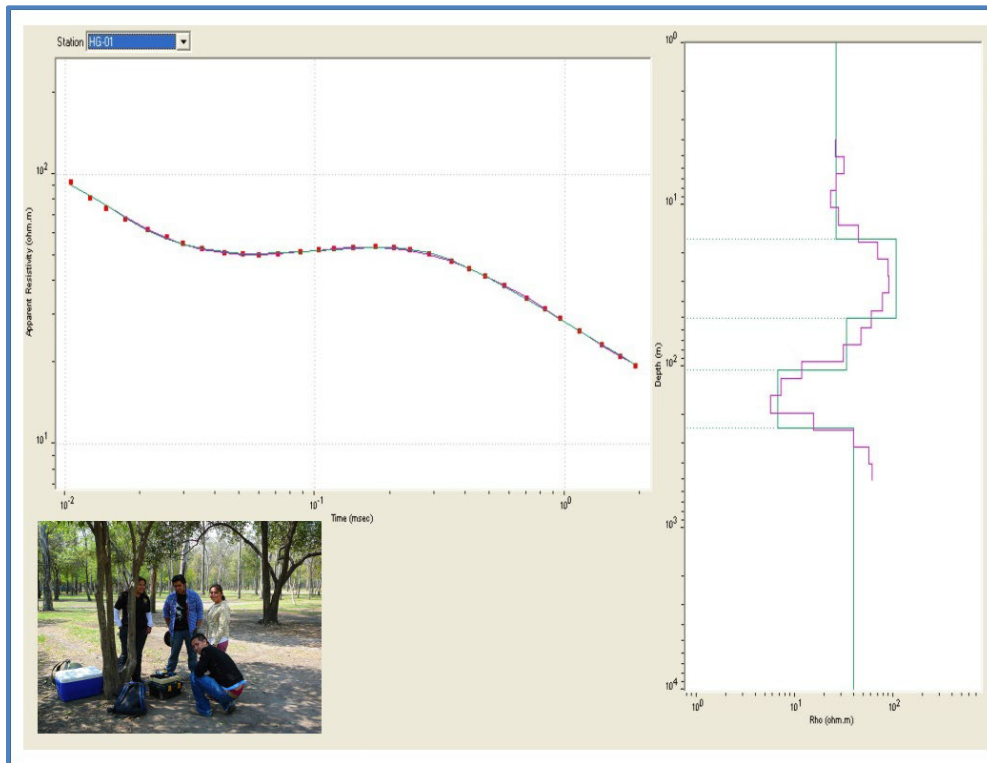 Station HG-01
10²
10¹
Apparent Resistivity (ohm.m)
10⁻² 10⁻¹ 10⁰
Time (msec)
10⁰
10¹
10²
10³
10⁴
Depth (m)
10⁰ 10¹ 10²
Rho (ohm.m)